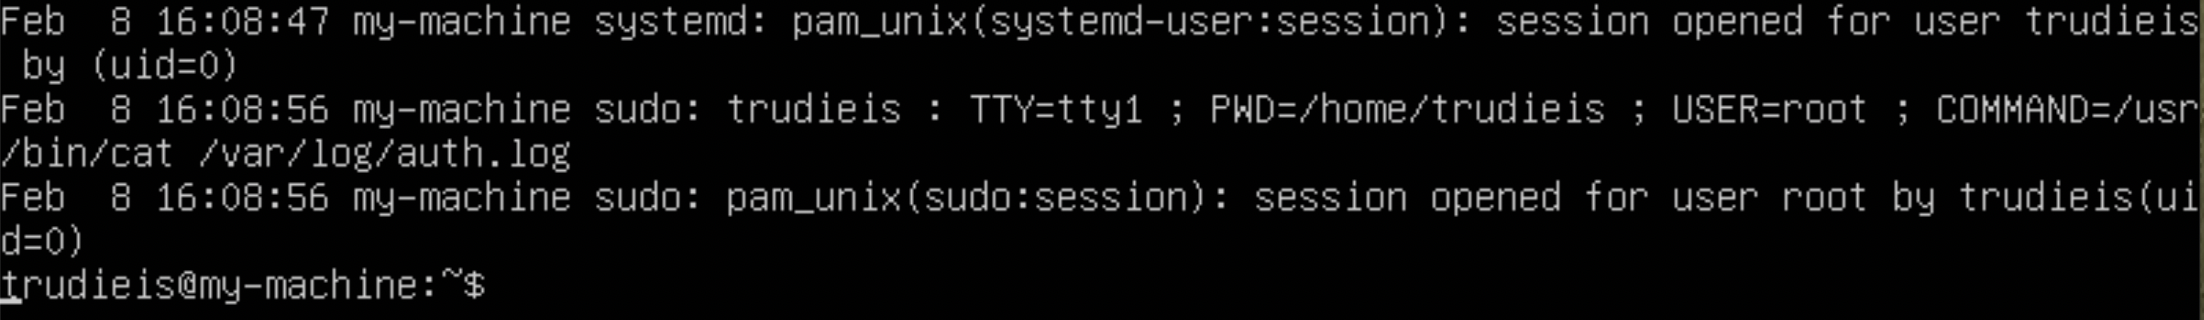 Feb  8 16:08:47 my-machine systemd: pam_unix(systemd-user:session): session opened for user trudieis
 by (uid=0)
Feb  8 16:08:56 my-machine sudo: trudieis : TTY=tty1 ; PWD=/home/trudieis ; USER=root ; COMMAND=/usr
/bin/cat /var/log/auth.log
Feb  8 16:08:56 my-machine sudo: pam_unix(sudo:session): session opened for user root by trudieis(ui
d=0)
trudieis@my-machine:~$